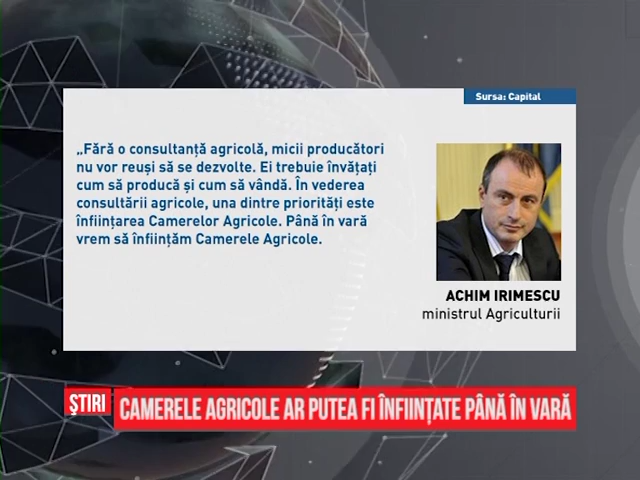 Sursa: Capital
„Fără o consultanță agricolă, micii producători
nu vor reuși să se dezvolte. Ei trebuie învățați
cum să producă și cum să vândă. În vederea
consultării agricole, una dintre priorități este
înființarea Camerelor Agricole. Până în vară
vrem să înființăm Camerele Agricole.
ACHIM IRIMESCU
ministrul Agriculturii
ŞTIRI
CAMERELE AGRICOLE AR PUTEA FI ÎNFIINȚATE PÂNĂ ÎN VARĂ